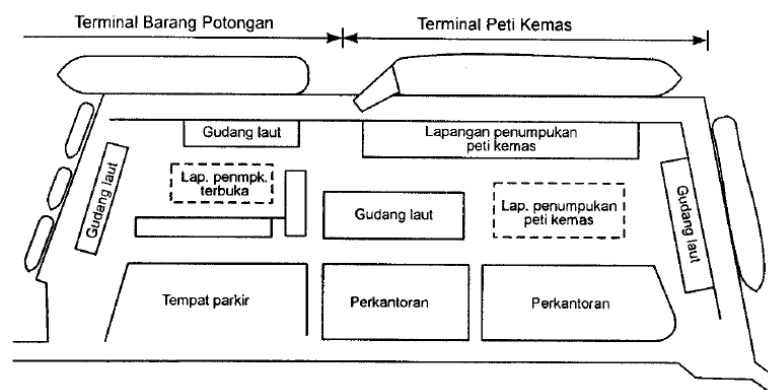 Terminal Barang Potongan
Terminal Peti Kemas
Gudang laut
Lapangan penumpukan
peti kemas
Gudang laut
Lap. penmpk.
terbuka
Gudang laut
Lap. penumpukan
peti kemas
Gudang laut
Tempat parkir
Perkantoran
Perkantoran